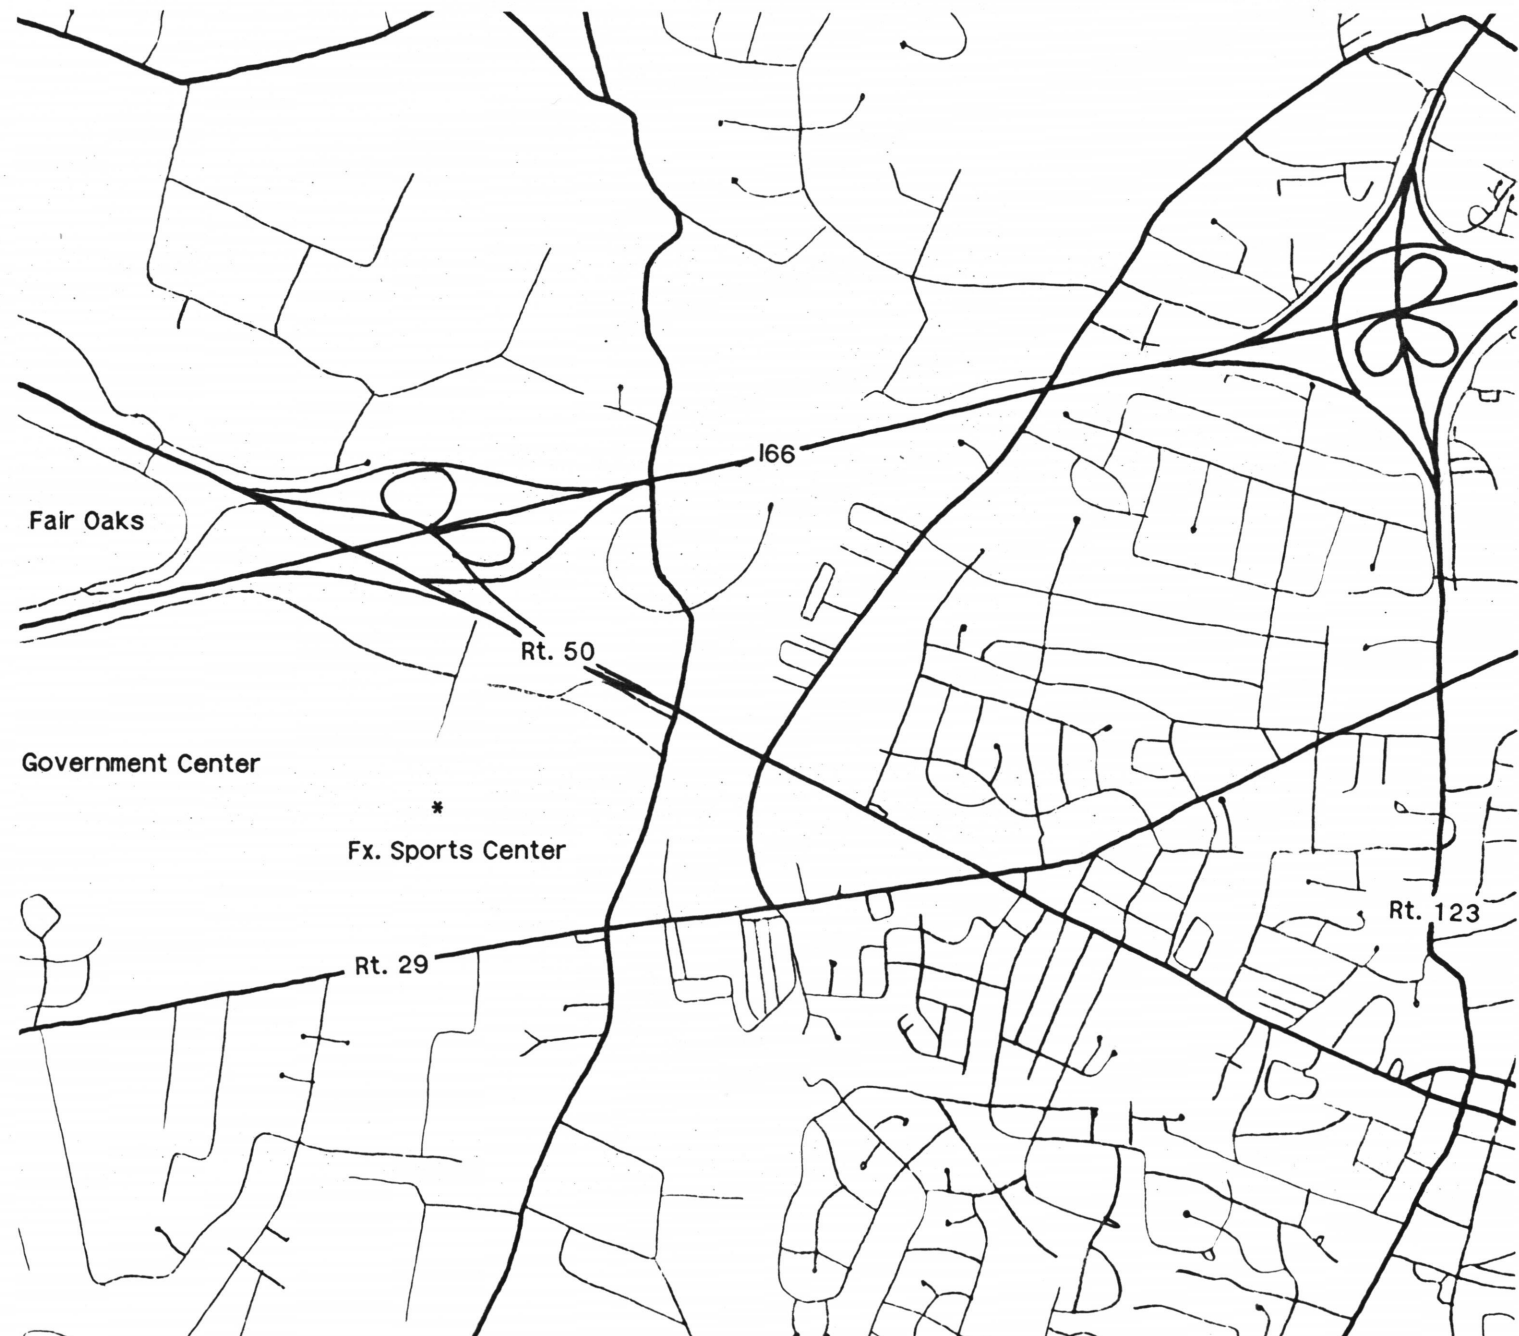 I66
Fair Oaks
Rt. 50
Government Center
*
Fx. Sports Center
Rt. 123
Rt. 29